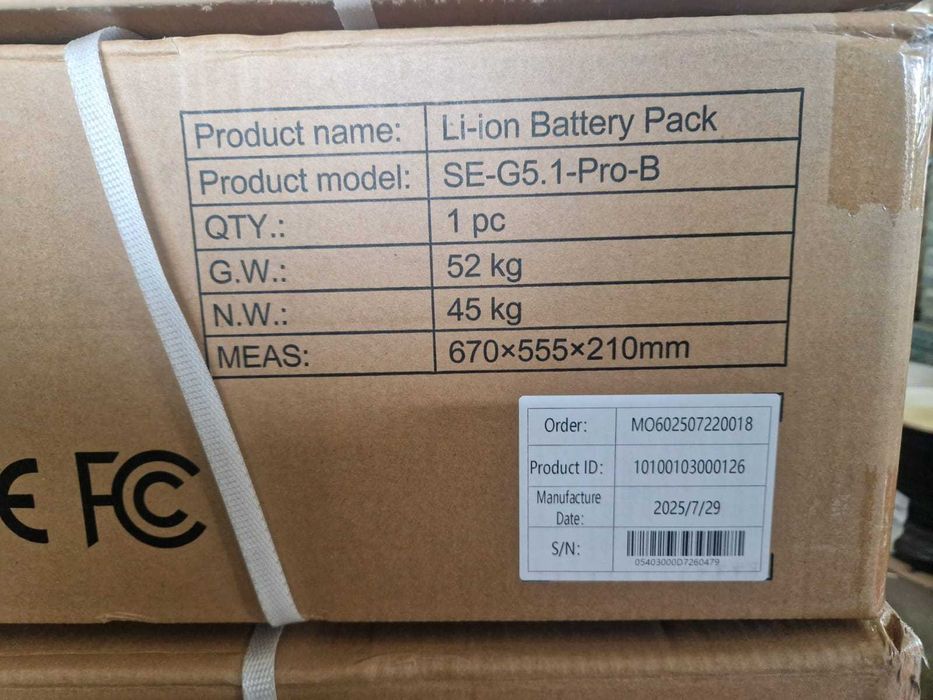 Product name: Li-ion Battery Pack
Product model: SE-G5.1-Pro-B
QTY.: 1 pc
G.W.: 52 kg
N.W.: 45 kg
MEAS: 670×555×210mm
CE FC
Order: MO602507220018
Product ID: 10100103000126
Manufacture
Date: 2025/7/29
S/N:
05403000D7260479